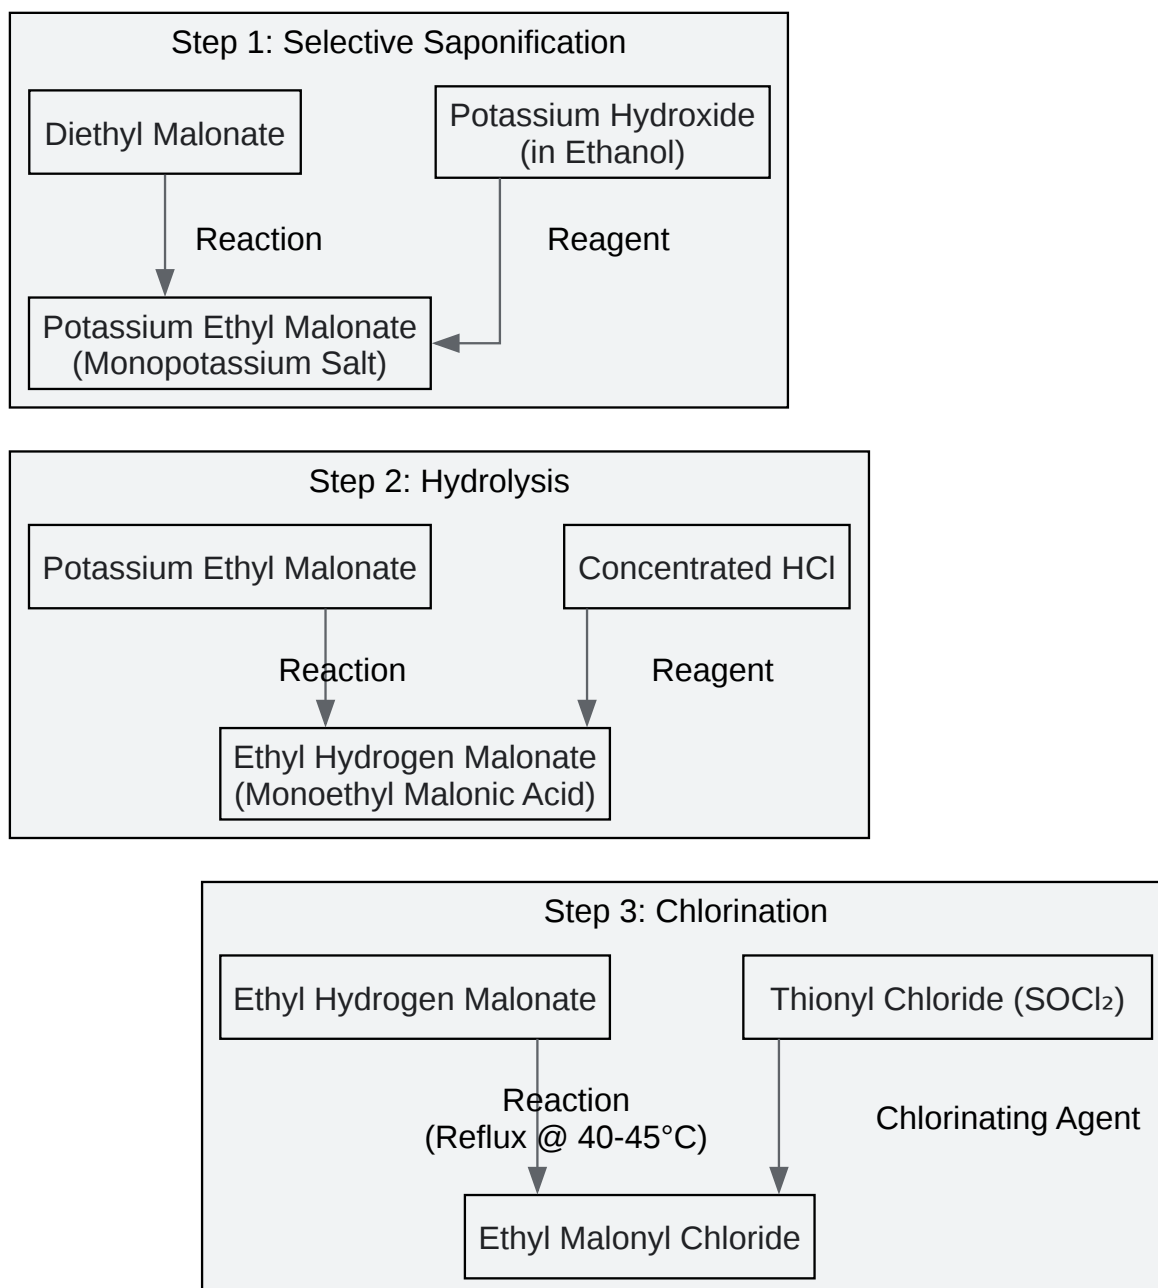 Step 1: Selective Saponification
Diethyl Malonate
Potassium Hydroxide
(in Ethanol)
Reaction
Reagent
Potassium Ethyl Malonate
(Monopotassium Salt)
Step 2: Hydrolysis
Potassium Ethyl Malonate
Concentrated HCl
Reaction
Reagent
Ethyl Hydrogen Malonate
(Monoethyl Malonic Acid)
Step 3: Chlorination
Ethyl Hydrogen Malonate
Thionyl Chloride (SOCl₂)
Reaction
(Reflux @ 40-45°C)
Chlorinating Agent
Ethyl Malonyl Chloride